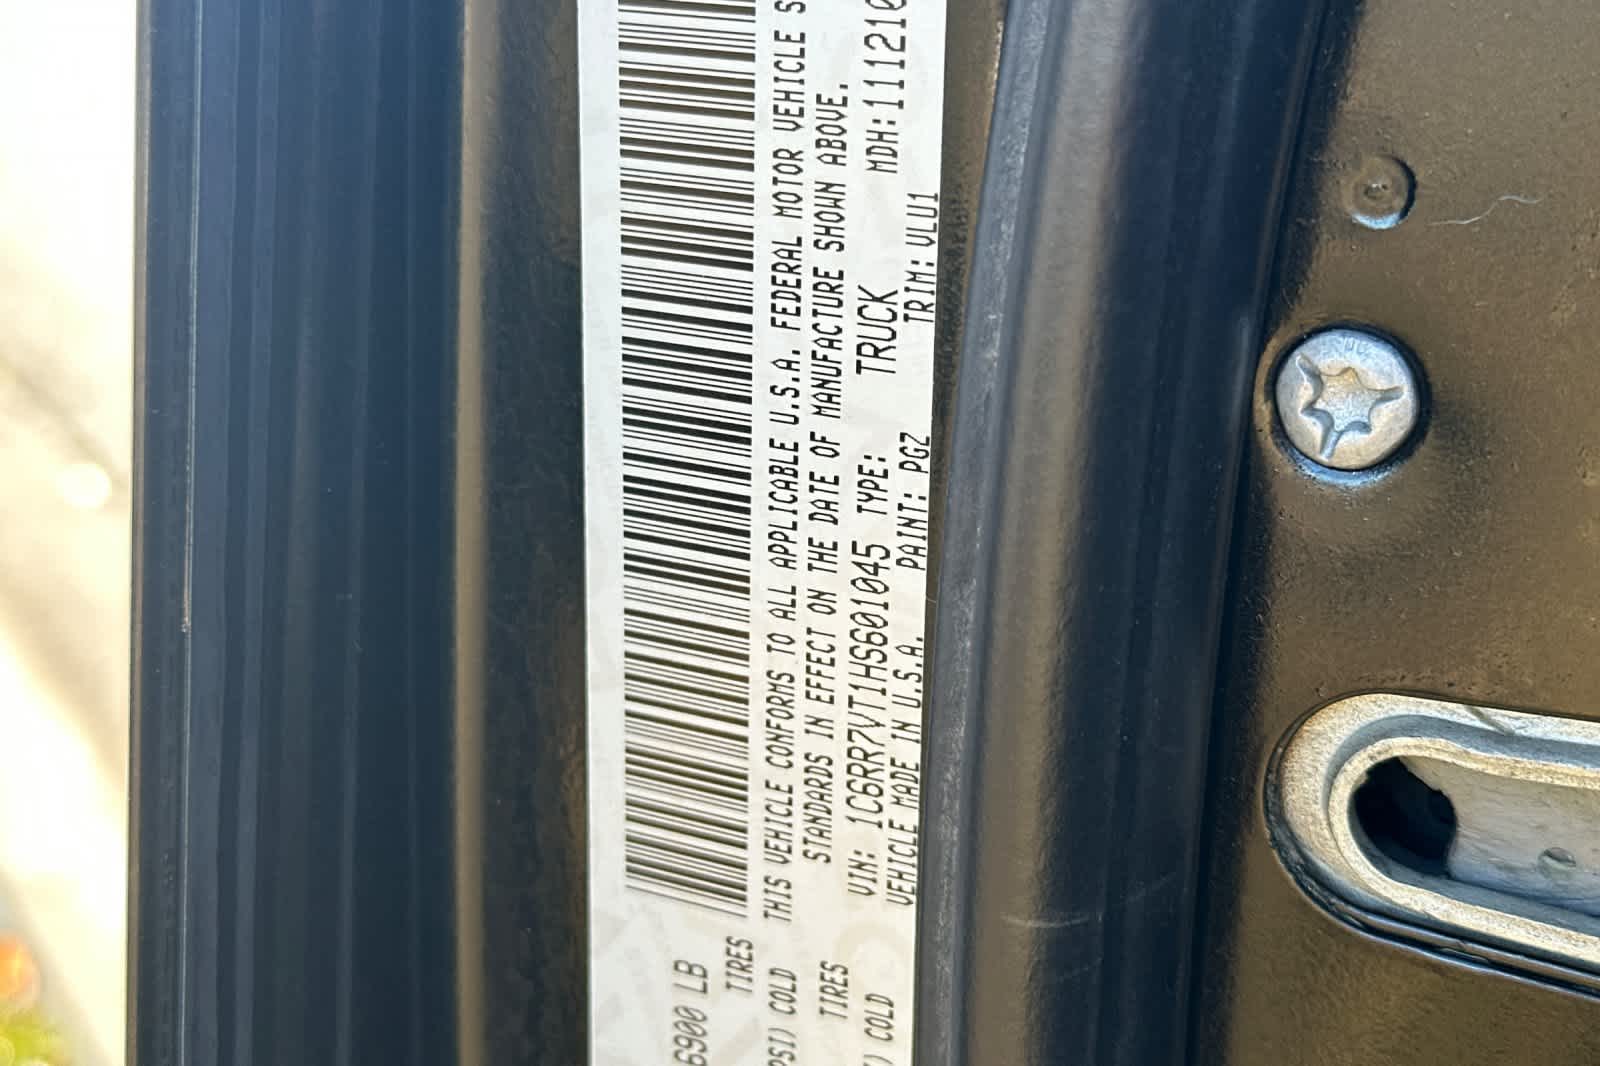 6900 LB
TIRES
PSI) COLD
THIS VEHICLE CONFORMS TO ALL APPLICABLE U.S.A. FEDERAL MOTOR VEHICLE S
STANDARDS IN EFFECT ON THE DATE OF MANUFACTURE SHOWN ABOVE.
TIRES
) COLD
VIN: 1C6RR7VT1HS601045 TYPE: TRUCK MDH:111210
VEHICLE MADE IN U.S.A. PAINT: PGZ TRIM: VLU1